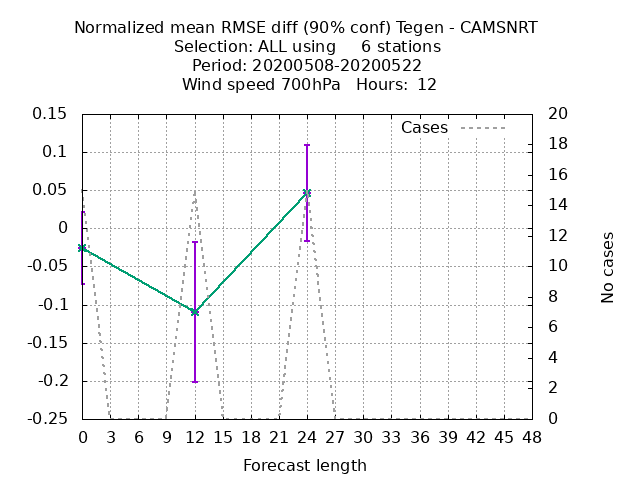 Normalized mean RMSE diff (90% conf) Tegen - CAMSNRT
Selection: ALL using     6 stations
Period: 20200508-20200522
Wind speed 700hPa   Hours:  12
Cases
0.15
0.1
0.05
0
-0.05
-0.1
-0.15
-0.2
-0.25
20
18
16
14
12
10
8
6
4
2
0
No cases
0 3 6 9 12 15 18 21 24 27 30 33 36 39 42 45 48
Forecast length